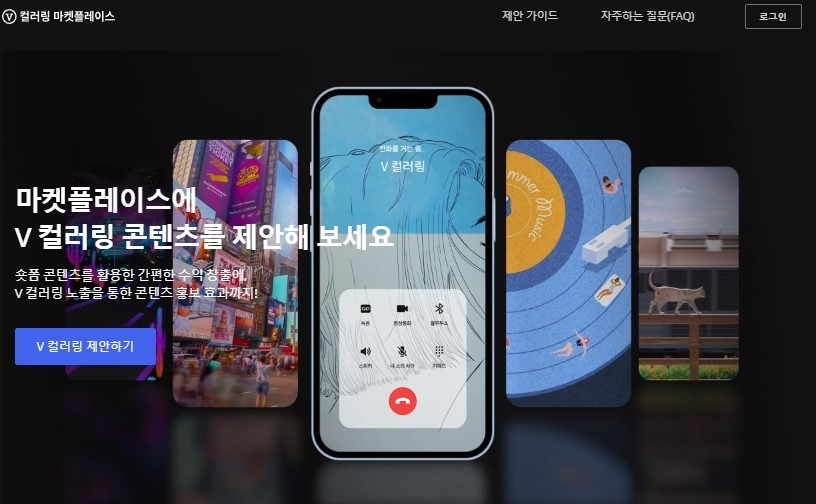 V 컬러링 마켓플레이스
제안 가이드
자주하는 질문(FAQ)
로그인
전화를 거는 중..
V 컬러링
마켓플레이스에
V 컬러링 콘텐츠를 제안해 보세요
숏폼 콘텐츠를 활용한 간편한 수익 창출에,
V 컬러링 노출을 통한 콘텐츠 홍보 효과까지!
V 컬러링 제안하기
녹음
영상통화
블루투스
스피커
내 소리 차단
키패드
mmer
Music